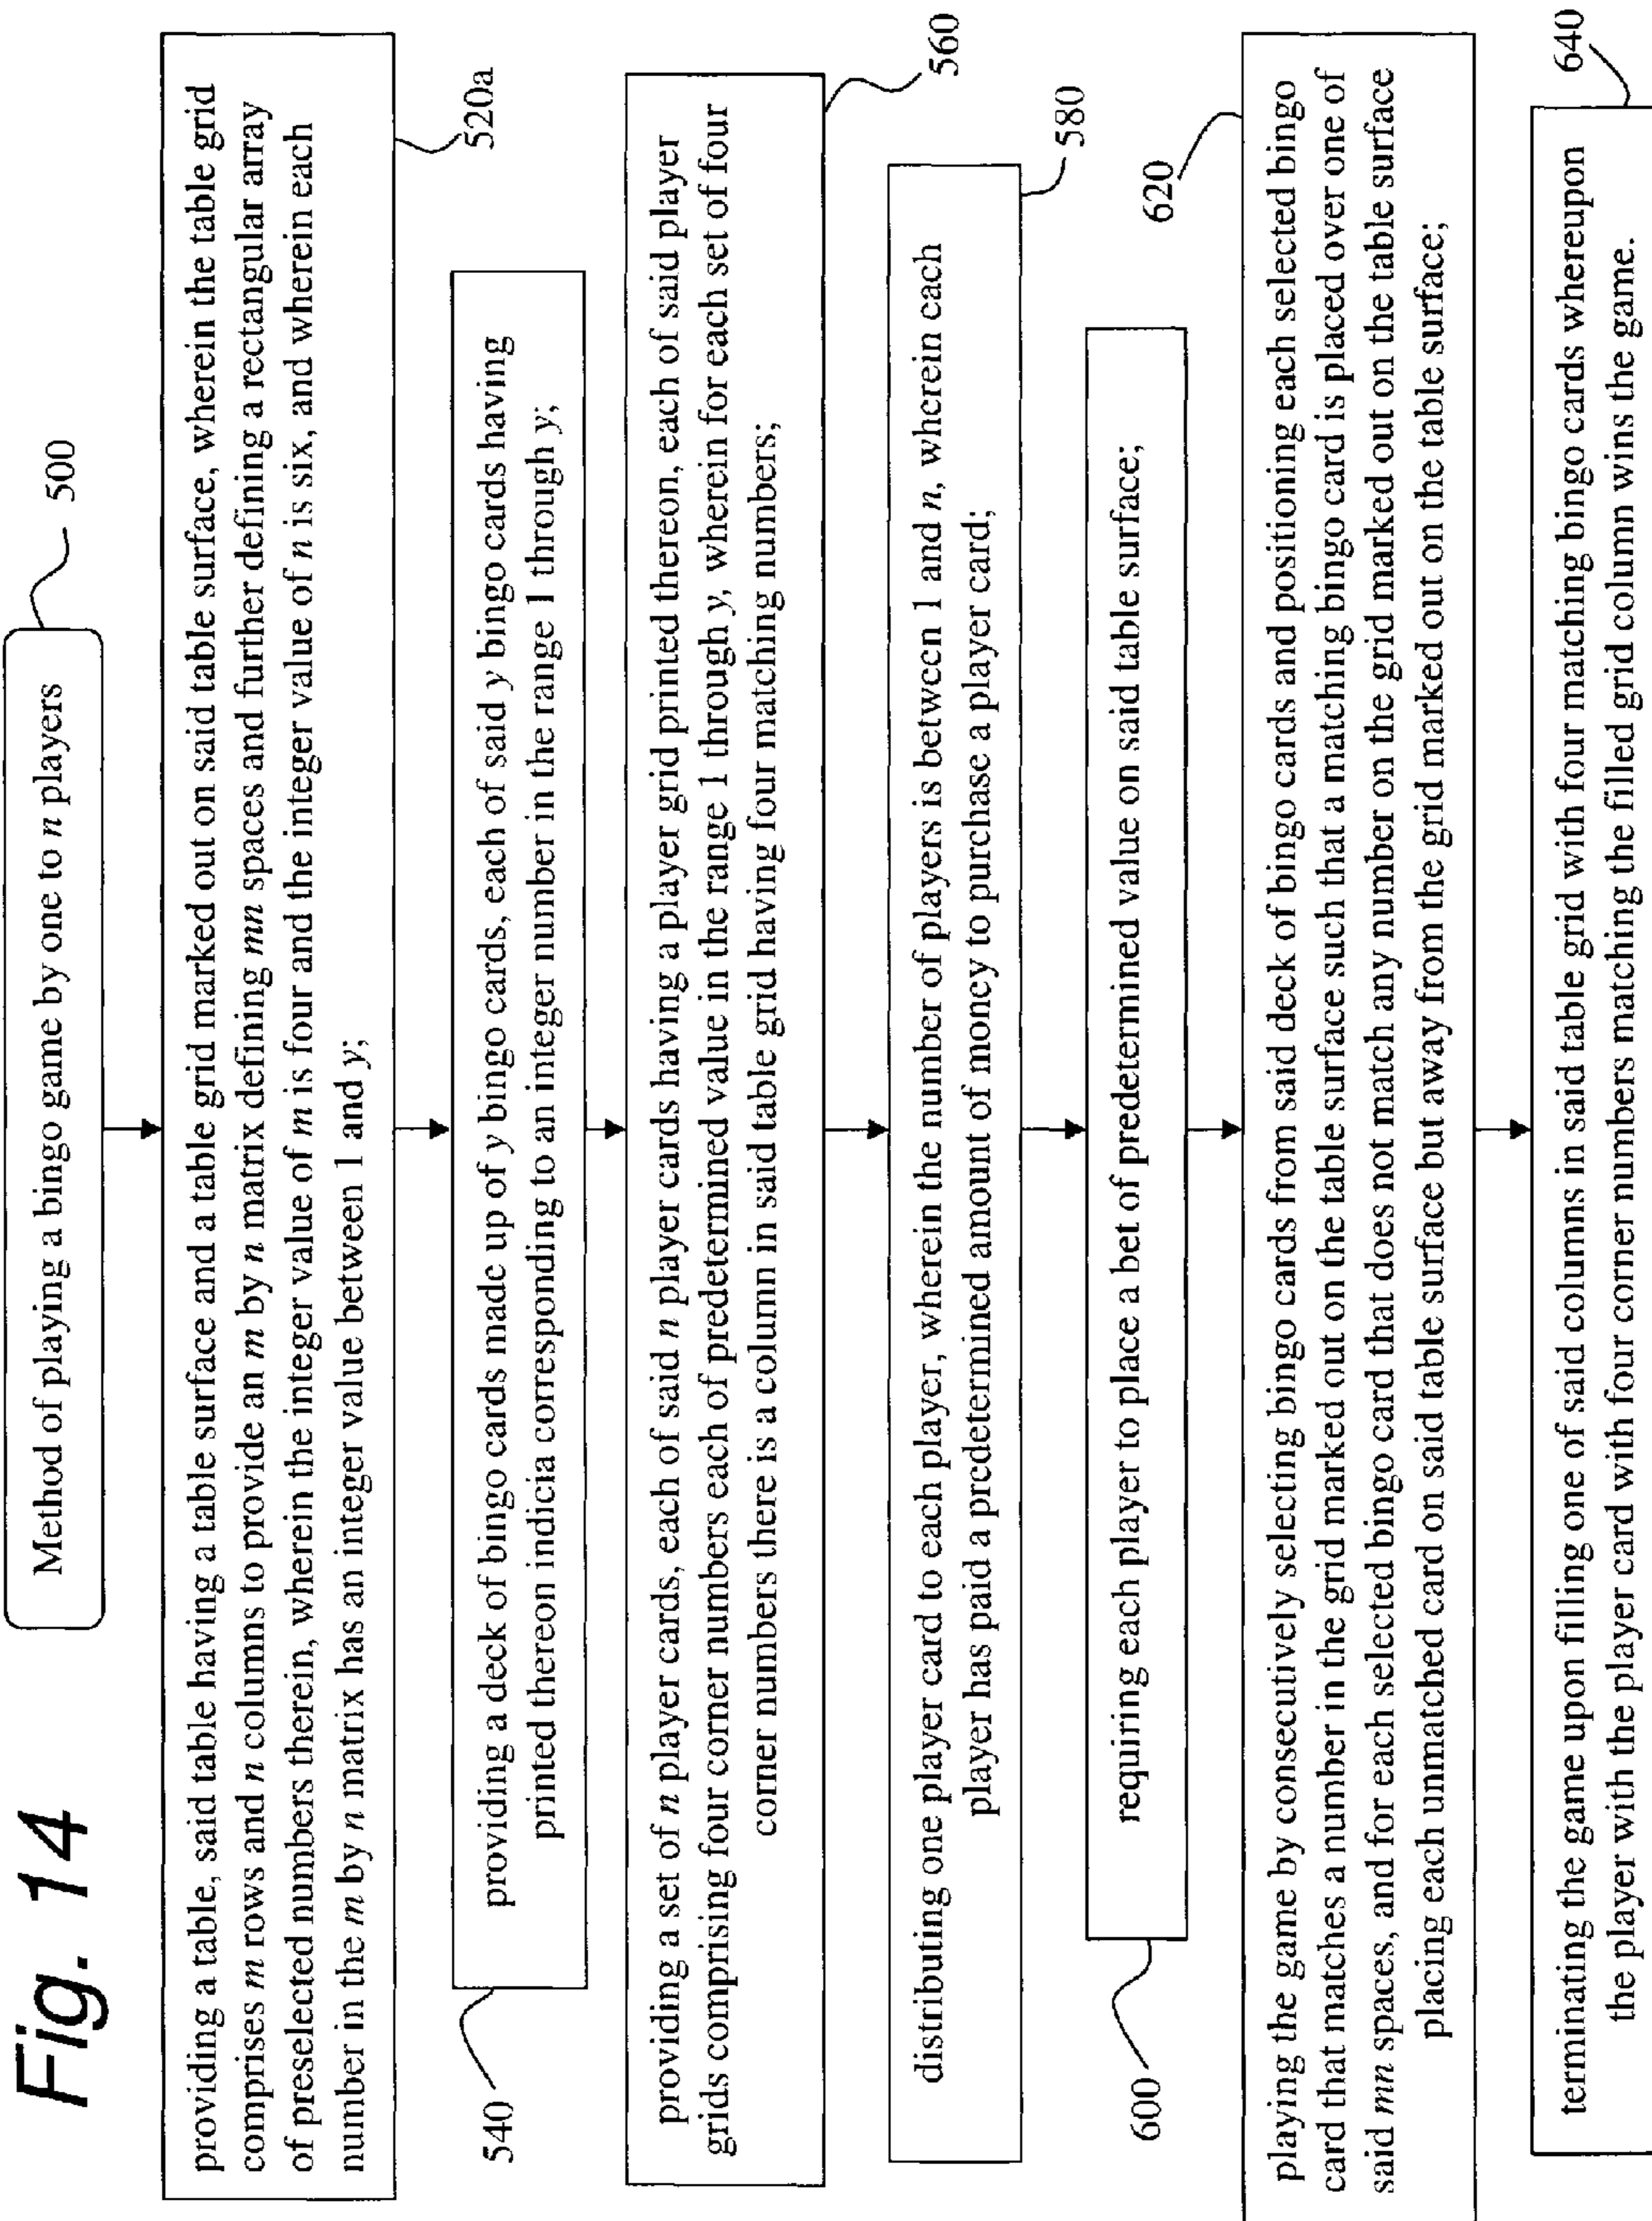 Fig. 14
Method of playing a bingo game by one to n players
500
providing a table, said table having a table surface and a table grid marked out on said table surface, wherein the table grid
comprises m rows and n columns to provide an m by n matrix defining mn spaces and further defining a rectangular array
of preselected numbers therein, wherein the integer value of m is four and the integer value of n is six, and wherein each
number in the m by n matrix has an integer value between 1 and y;
520a
providing a deck of bingo cards made up of y bingo cards, each of said y bingo cards having
printed thereon indicia corresponding to an integer number in the range 1 through y;
540
providing a set of n player cards, each of said n player cards having a player grid printed thereon, each of said player
grids comprising four corner numbers each of predetermined value in the range 1 through y, wherein for each set of four
corner numbers there is a column in said table grid having four matching numbers;
560
distributing one player card to each player, wherein the number of players is between 1 and n, wherein each
player has paid a predetermined amount of money to purchase a player card;
580
requiring each player to place a bet of predetermined value on said table surface;
600
playing the game by consecutively selecting bingo cards from said deck of bingo cards and positioning each selected bingo
card that matches a number in the grid marked out on the table surface such that a matching bingo card is placed over one of
said mn spaces, and for each selected bingo card that does not match any number on the grid marked out on the table surface
placing each unmatched card on said table surface but away from the grid marked out on the table surface;
620
terminating the game upon filling one of said columns in said table grid with four matching bingo cards whereupon
the player with the player card with four corner numbers matching the filled grid column wins the game.
640